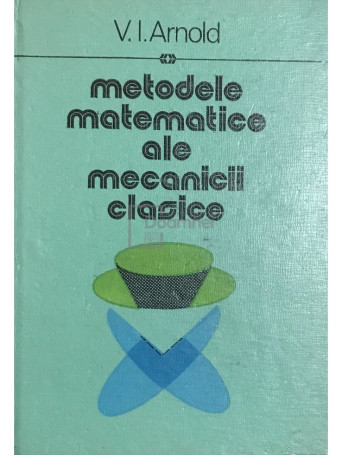 V.I. Arnold
metodele
matematice
ale
mecanicii
clasice